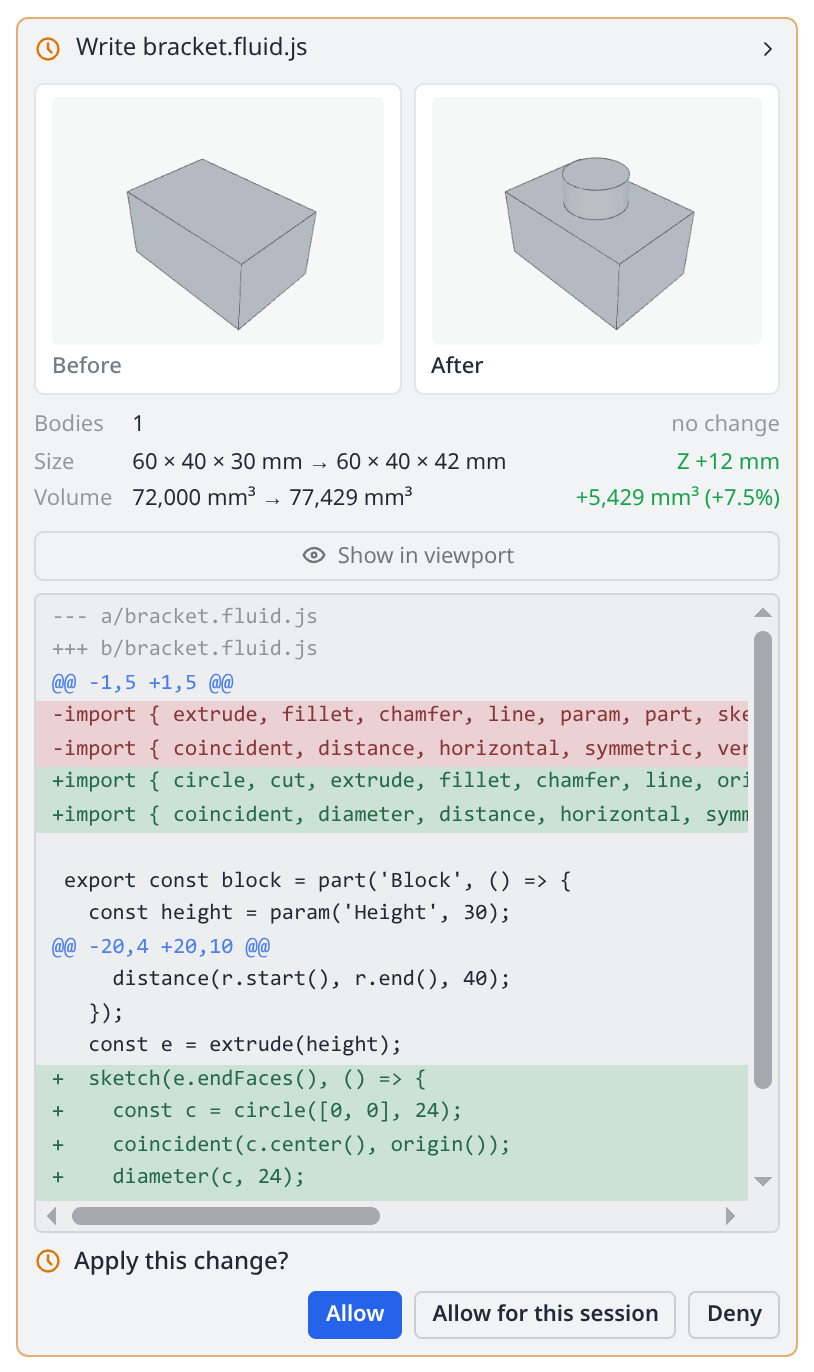 Write bracket.fluid.js
Before
After
Bodies 1 no change
Size 60 × 40 × 30 mm → 60 × 40 × 42 mm Z +12 mm
Volume 72,000 mm³ → 77,429 mm³ +5,429 mm³ (+7.5%)
Show in viewport
--- a/bracket.fluid.js
+++ b/bracket.fluid.js
@@ -1,5 +1,5 @@
-import { extrude, fillet, chamfer, line, param, part, ske
-import { coincident, distance, horizontal, symmetric, ver
+import { circle, cut, extrude, fillet, chamfer, line, ori
+import { coincident, diameter, distance, horizontal, symm
export const block = part('Block', () => {
const height = param('Height', 30);
@@ -20,4 +20,10 @@
distance(r.start(), r.end(), 40);
});
const e = extrude(height);
+ sketch(e.endFaces(), () => {
+ const c = circle([0, 0], 24);
+ coincident(c.center(), origin());
+ diameter(c, 24);
Apply this change?
Allow
Allow for this session
Deny